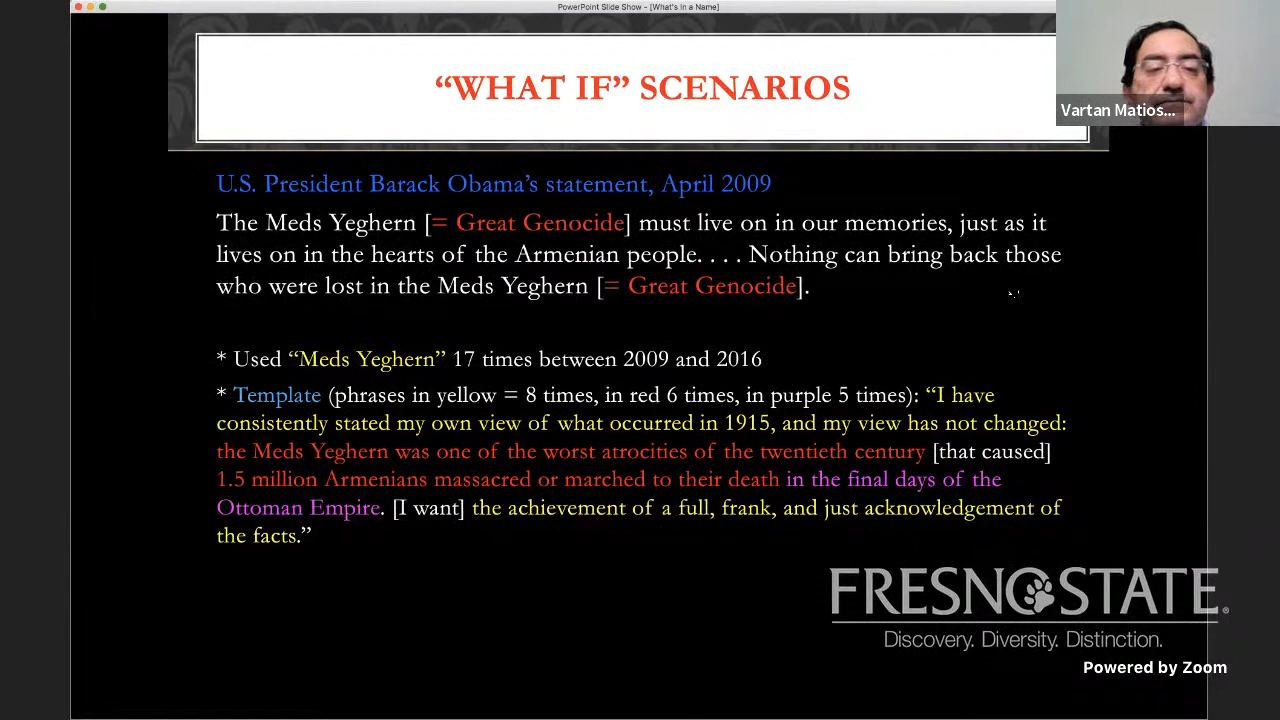 PowerPoint Slide Show - [What's in a Name]
“WHAT IF” SCENARIOS
Vartan Matios...
U.S. President Barack Obama’s statement, April 2009
The Meds Yeghern [= Great Genocide] must live on in our memories, just as it
lives on in the hearts of the Armenian people. . . . Nothing can bring back those
who were lost in the Meds Yeghern [= Great Genocide].
* Used “Meds Yeghern” 17 times between 2009 and 2016
* Template (phrases in yellow = 8 times, in red 6 times, in purple 5 times): “I have
consistently stated my own view of what occurred in 1915, and my view has not changed:
the Meds Yeghern was one of the worst atrocities of the twentieth century [that caused]
1.5 million Armenians massacred or marched to their death in the final days of the
Ottoman Empire. [I want] the achievement of a full, frank, and just acknowledgement of
the facts.”
FRESNO STATE®
Discovery. Diversity. Distinction.
Powered by Zoom